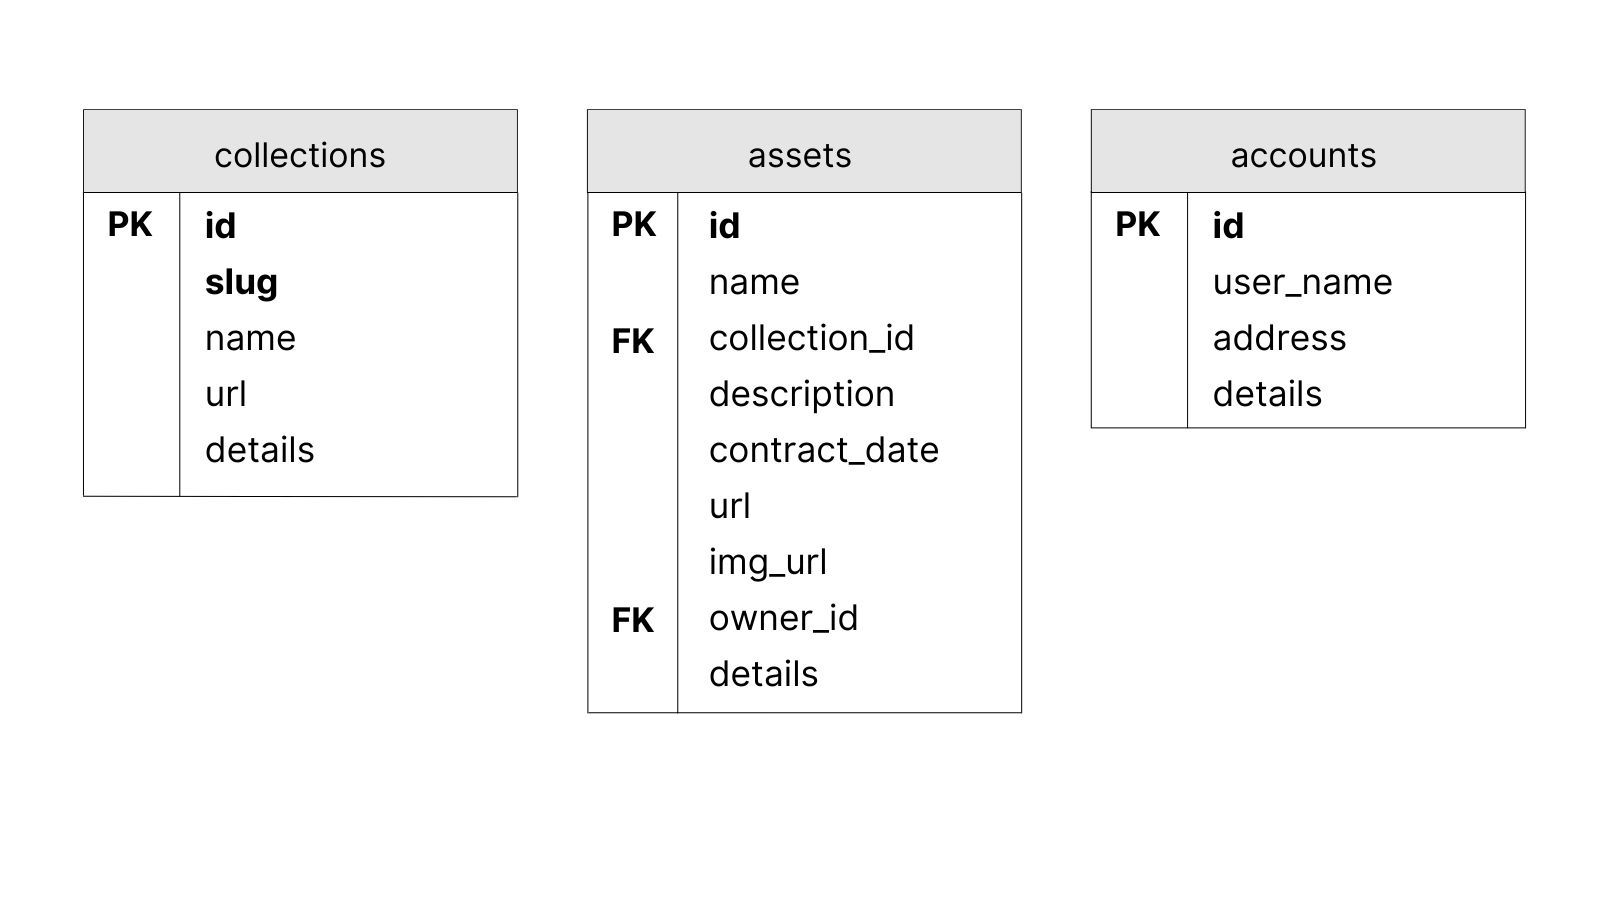 collections
PK id
slug
name
url
details
assets
PK id
name
FK collection_id
description
contract_date
url
img_url
FK owner_id
details
accounts
PK id
user_name
address
details